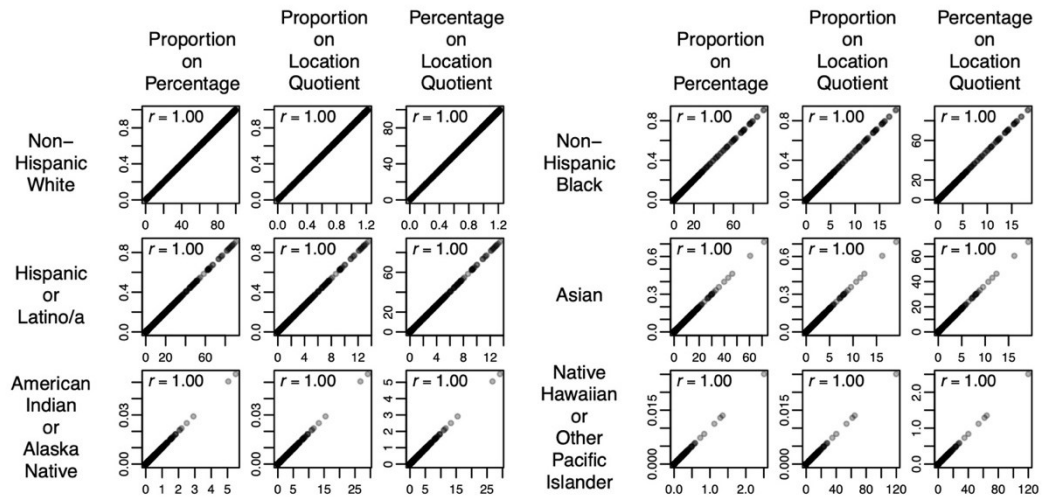 Proportion
on
Percentage
Proportion
on
Location
Quotient
Percentage
on
Location
Quotient
Non−
Hispanic
White
r = 1.00
0.0 0.4 0.8
0 40 80
r = 1.00
0.0 0.4 0.8
0.0 0.4 0.8 1.2
r = 1.00
0 40 80
0.0 0.4 0.8 1.2
Hispanic
or
Latino/a
r = 1.00
0.0 0.4 0.8
0 20 60
r = 1.00
0.0 0.4 0.8
0 4 8 12
r = 1.00
0 20 60
0 4 8 12
American
Indian
or
Alaska
Native
r = 1.00
0.00 0.03
0 1 2 3 4 5
r = 1.00
0.00 0.03
0 5 15 25
r = 1.00
0 1 2 3 4 5
0 5 15 25
Proportion
on
Percentage
Proportion
on
Location
Quotient
Percentage
on
Location
Quotient
Non−
Hispanic
Black
r = 1.00
0.0 0.4 0.8
0 20 60
r = 1.00
0.0 0.4 0.8
0 5 10 15
r = 1.00
0 20 60
0 5 10 15
Asian
r = 1.00
0.0 0.3 0.6
0 10 30 50 70
r = 1.00
0.0 0.3 0.6
0 5 10 15
r = 1.00
0 20 40 60
0 5 10 15
Native
Hawaiian
or
Other
Pacific
Islander
r = 1.00
0.000 0.015
0.0 1.0 2.0
r = 1.00
0.000 0.015
0 40 80 120
r = 1.00
0.0 1.0 2.0
0 40 80 120